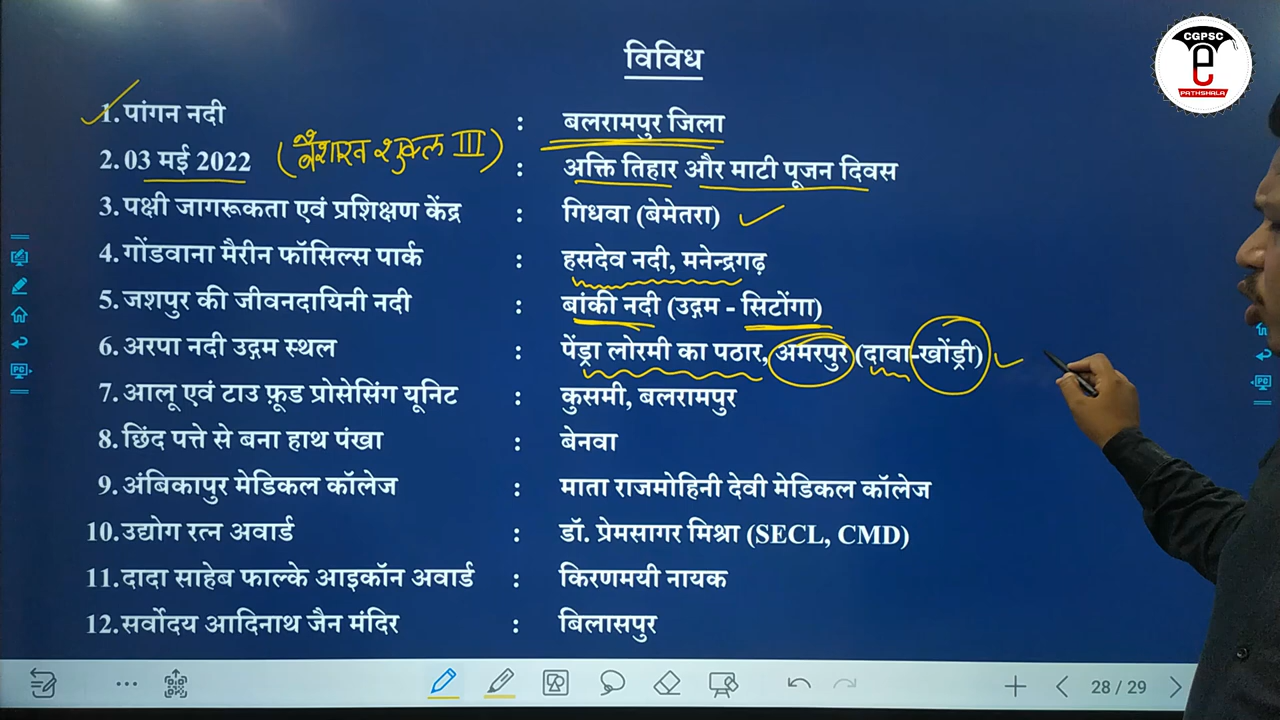 CGPSC
e
PATHSHALA
विविध
1. पांगन नदी : बलरामपुर जिला
2. 03 मई 2022 (वैशाख शुक्ल III) : अक्ति तिहार और माटी पूजन दिवस
3. पक्षी जागरूकता एवं प्रशिक्षण केंद्र : गिधवा (बेमेतरा)
4. गोंडवाना मैरीन फॉसिल्स पार्क : हसदेव नदी, मनेन्द्रगढ़
5. जशपुर की जीवनदायिनी नदी : बांकी नदी (उद्गम - सिटोंगा)
6. अरपा नदी उद्गम स्थल : पेंड्रा लोरमी का पठार, अमरपुर (दावा-खोंड्री)
7. आलू एवं टाउ फ़ूड प्रोसेसिंग यूनिट : कुसमी, बलरामपुर
8. छिंद पत्ते से बना हाथ पंखा : बेनवा
9. अंबिकापुर मेडिकल कॉलेज : माता राजमोहिनी देवी मेडिकल कॉलेज
10. उद्योग रत्न अवार्ड : डॉ. प्रेमसागर मिश्रा (SECL, CMD)
11. दादा साहेब फाल्के आइकॉन अवार्ड : किरणमयी नायक
12. सर्वोदय आदिनाथ जैन मंदिर : बिलासपुर
28 / 29